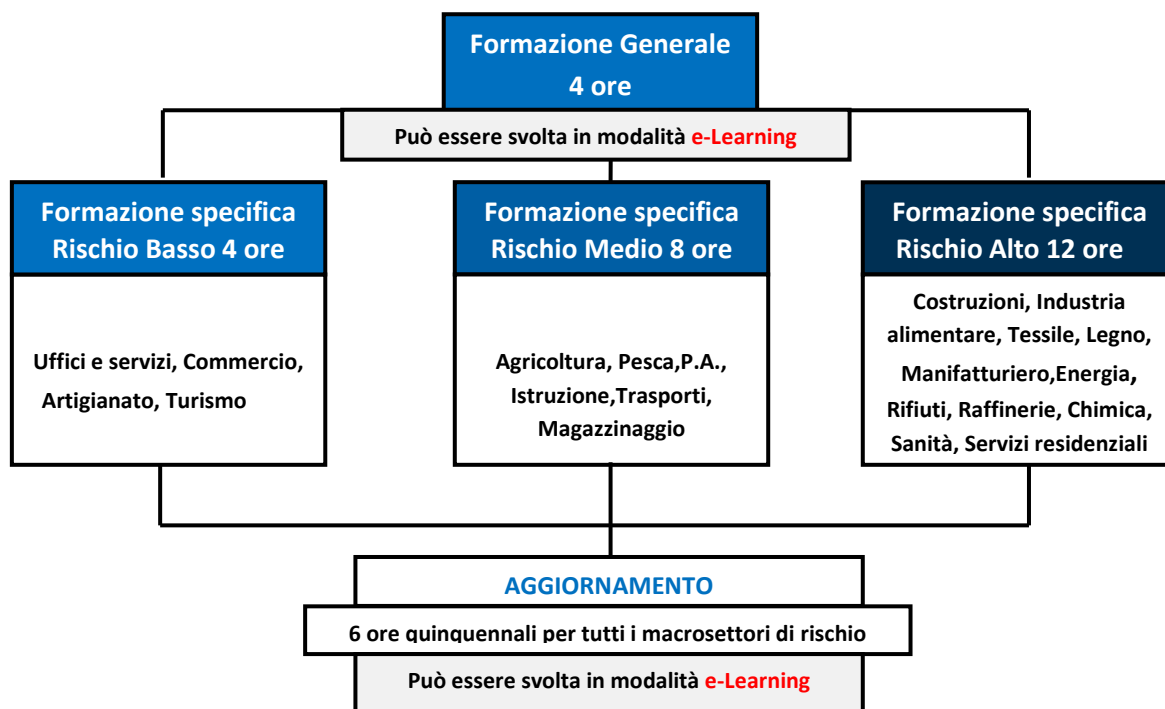 Formazione Generale
4 ore
Può essere svolta in modalità e-Learning
Formazione specifica
Rischio Basso 4 ore
Uffici e servizi, Commercio,
Artigianato, Turismo
Formazione specifica
Rischio Medio 8 ore
Agricoltura, Pesca,P.A.,
Istruzione,Trasporti,
Magazzinaggio
Formazione specifica
Rischio Alto 12 ore
Costruzioni, Industria
alimentare, Tessile, Legno,
Manifatturiero,Energia,
Rifiuti, Raffinerie, Chimica,
Sanità, Servizi residenziali
AGGIORNAMENTO
6 ore quinquennali per tutti i macrosettori di rischio
Può essere svolta in modalità e-Learning